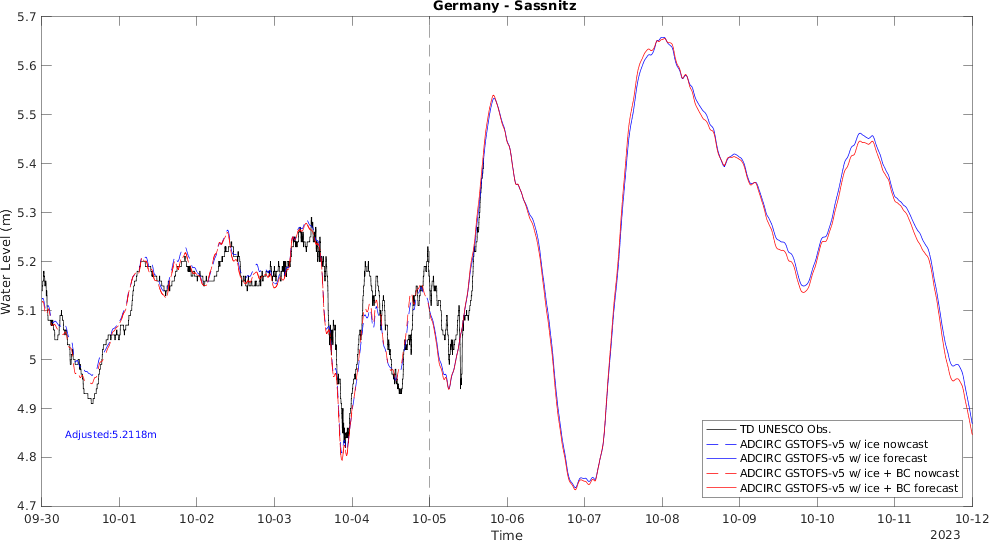 Germany - Sassnitz
5.7
5.6
5.5
5.4
5.3
5.2
5.1
5
4.9
4.8
4.7
Water Level (m)
Adjusted:5.2118m
TD UNESCO Obs.
ADCIRC GSTOFS-v5 w/ ice nowcast
ADCIRC GSTOFS-v5 w/ ice forecast
ADCIRC GSTOFS-v5 w/ ice + BC nowcast
ADCIRC GSTOFS-v5 w/ ice + BC forecast
09-30 10-01 10-02 10-03 10-04 10-05 10-06 10-07 10-08 10-09 10-10 10-11 10-12
Time
2023